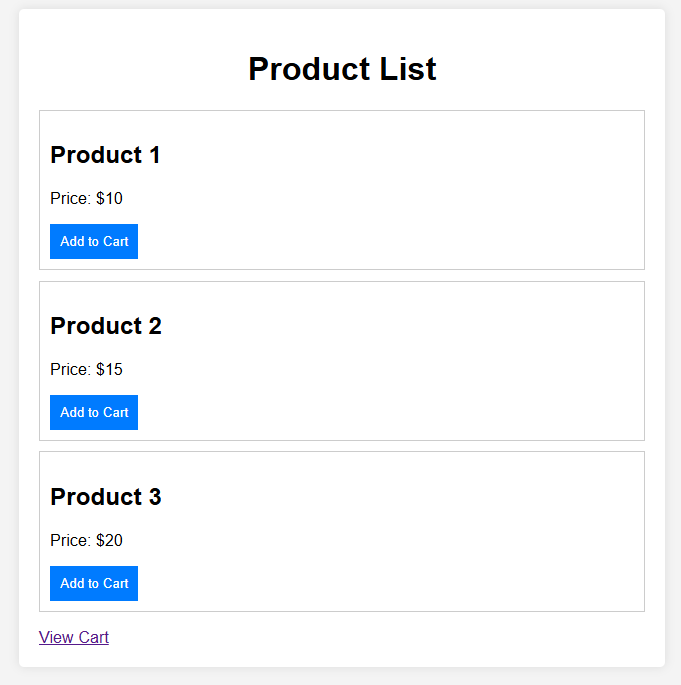 Product List
Product 1
Price: $10
Add to Cart
Product 2
Price: $15
Add to Cart
Product 3
Price: $20
Add to Cart
View Cart